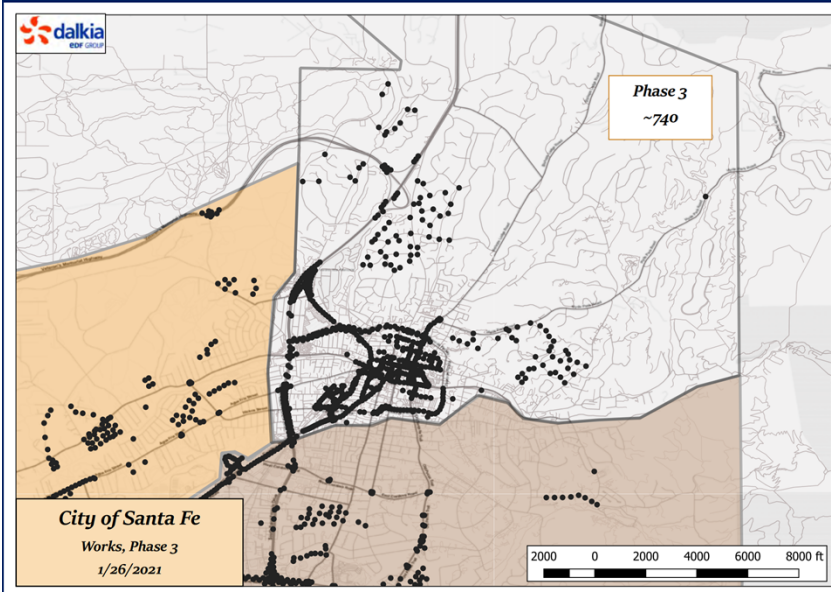 dalkia
EDF GROUP
Phase 3
~740
City of Santa Fe
Works, Phase 3
1/26/2021
2000 0 2000 4000 6000 8000 ft